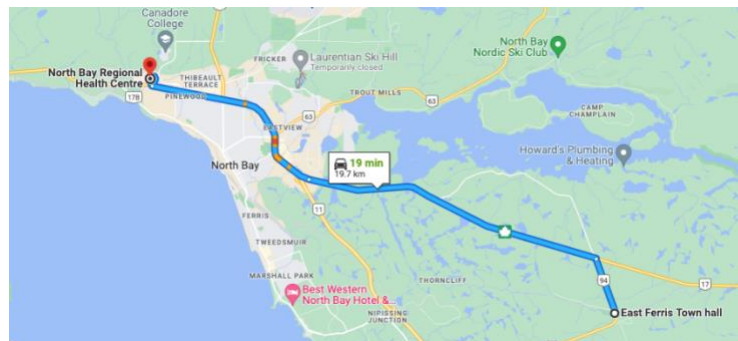 Canadore
College
North Bay Regional
Health Centre
17B
THIBEAULT
TERRACE
PINEWOOD
FRICKER
Laurentian Ski Hill
Temporarily closed
North Bay
Nordic Ski Club
TROUT MILLS
63
63
CAMP
CHAMPLAIN
EASTVIEW
Howard's Plumbing
& Heating
North Bay
19 min
19.7 km
FERRIS
11
TWEEDSMUIR
MARSHALL PARK
THORNCLIFF
94
17
Best Western
North Bay Hotel &...
NIPISSING
JUNCTION
East Ferris Town hall